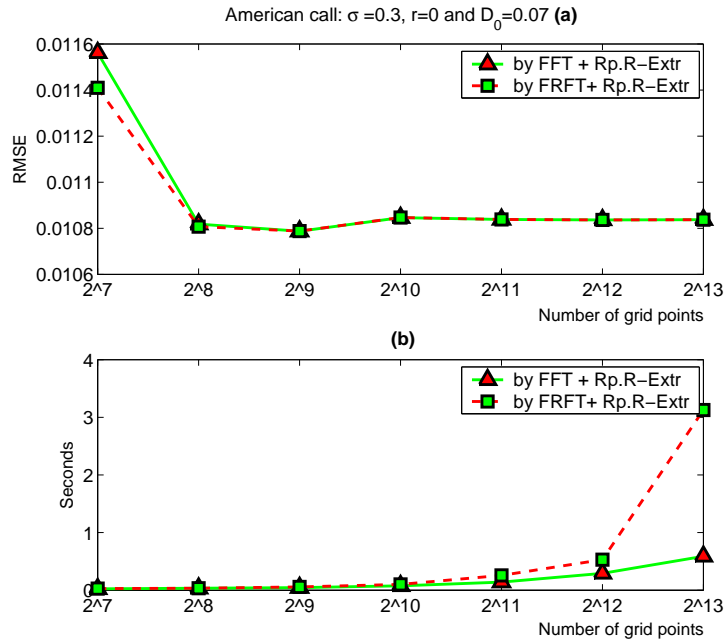 American call: σ =0.3, r=0 and D₀=0.07 (a)
0.0116
0.0114
0.0112
0.011
0.0108
0.0106
RMSE
by FFT + Rp.R−Extr
by FRFT+ Rp.R−Extr
2^7 2^8 2^9 2^10 2^11 2^12 2^13
Number of grid points
(b)
4
3
2
1
0
Seconds
by FFT + Rp.R−Extr
by FRFT+ Rp.R−Extr
2^7 2^8 2^9 2^10 2^11 2^12 2^13
Number of grid points